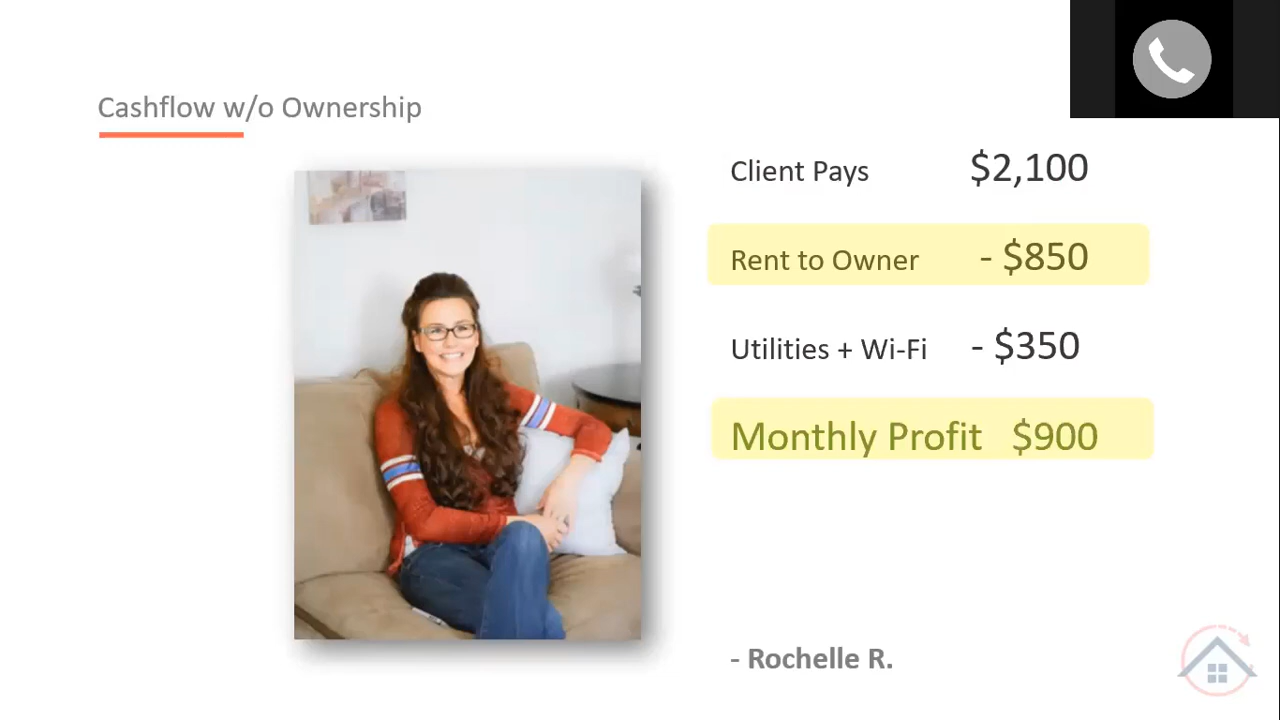 Cashflow w/o Ownership
Client Pays $2,100
Rent to Owner - $850
Utilities + Wi-Fi - $350
Monthly Profit $900
- Rochelle R.